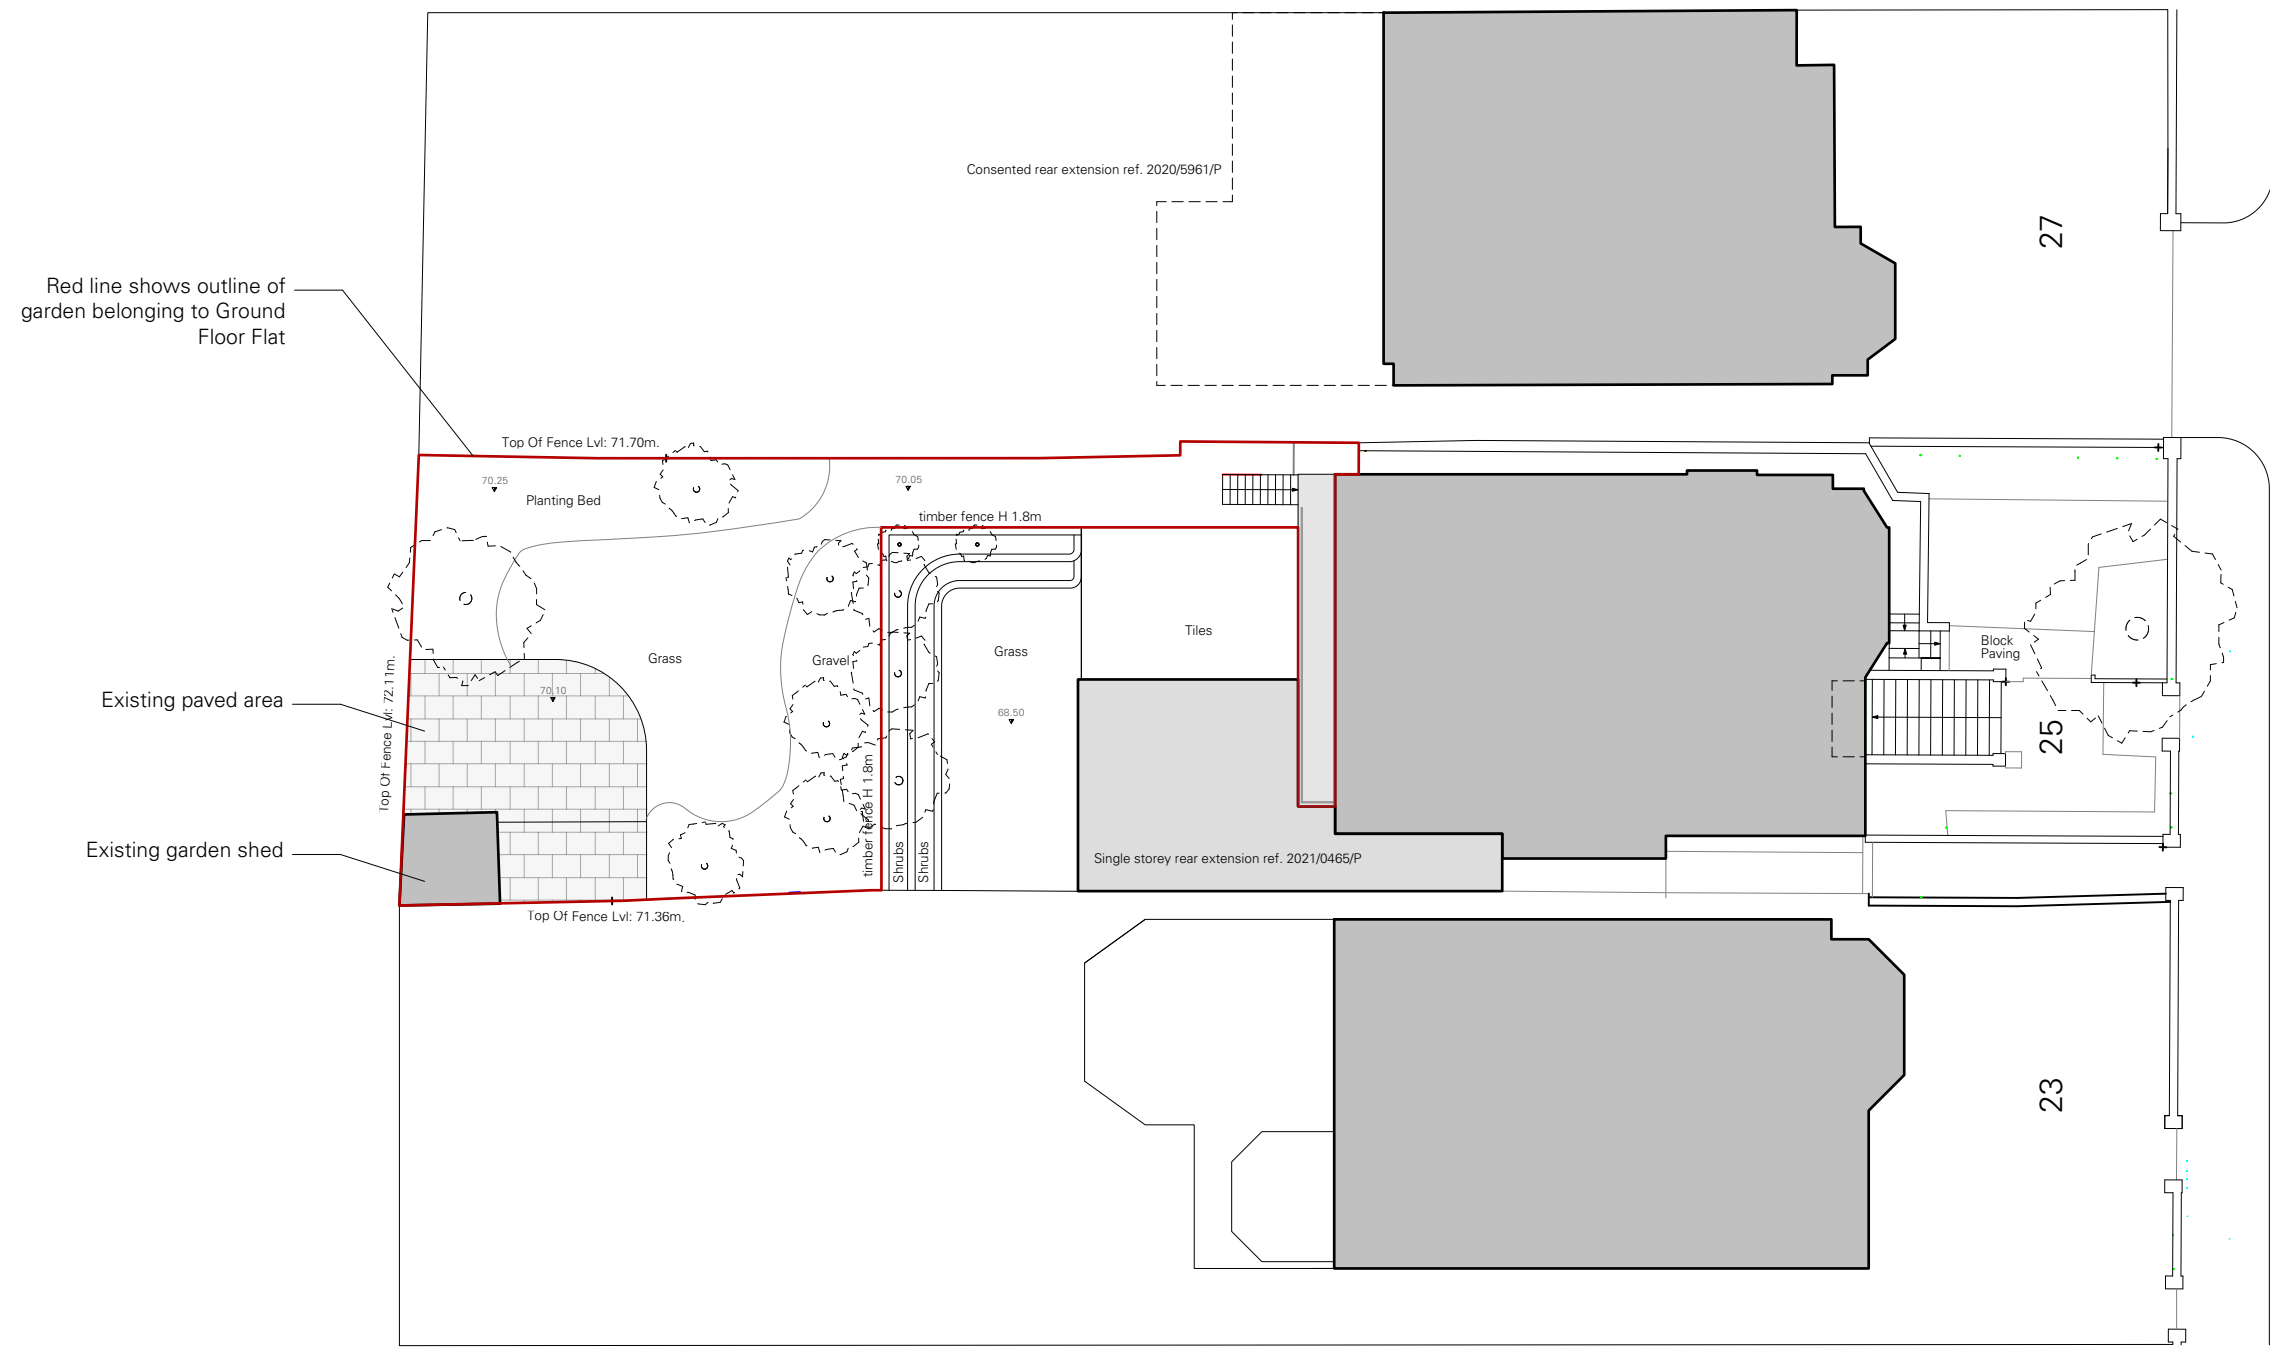 Consented rear extension ref. 2020/5961/P
27
Red line shows outline of
garden belonging to Ground
Floor Flat
Top Of Fence Lvl: 71.70m.
70.25
Planting Bed
70.05
timber fence H 1.8m
Tiles
Block
Paving
Grass
Gravel
Grass
Top Of Fence Lvl: 72.11m.
Existing paved area
70.10
68.50
25
timber fence H 1.8m
Shrubs
Shrubs
Existing garden shed
Single storey rear extension ref. 2021/0465/P
Top Of Fence Lvl: 71.36m.
23